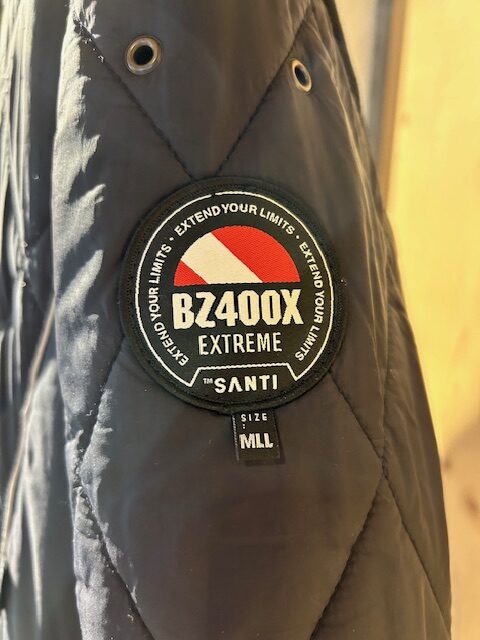 EXTEND YOUR LIMITS • EXTEND YOUR LIMITS • EXTEND YOUR LIMITS
BZ400X
EXTREME
™ SANTI
SIZE
:
MLL